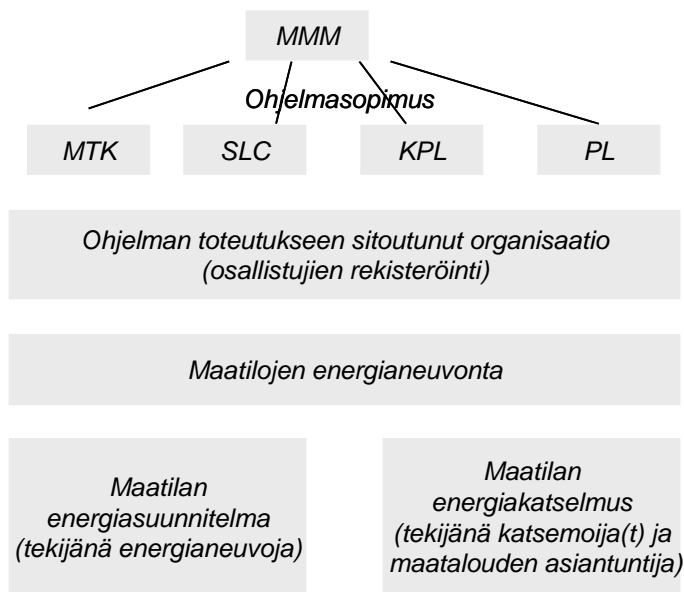 MMM
Ohjelmasopimus
MTK SLC KPL PL
Ohjelman toteutukseen sitoutunut organisaatio
(osallistujien rekisteröinti)
Maatilojen energianeuvonta
Maatilan
energiasuunnitelma
(tekijänä energianeuvoja)
Maatilan
energiakatselmus
(tekijänä katsemoija(t) ja
maatalouden asiantuntija)